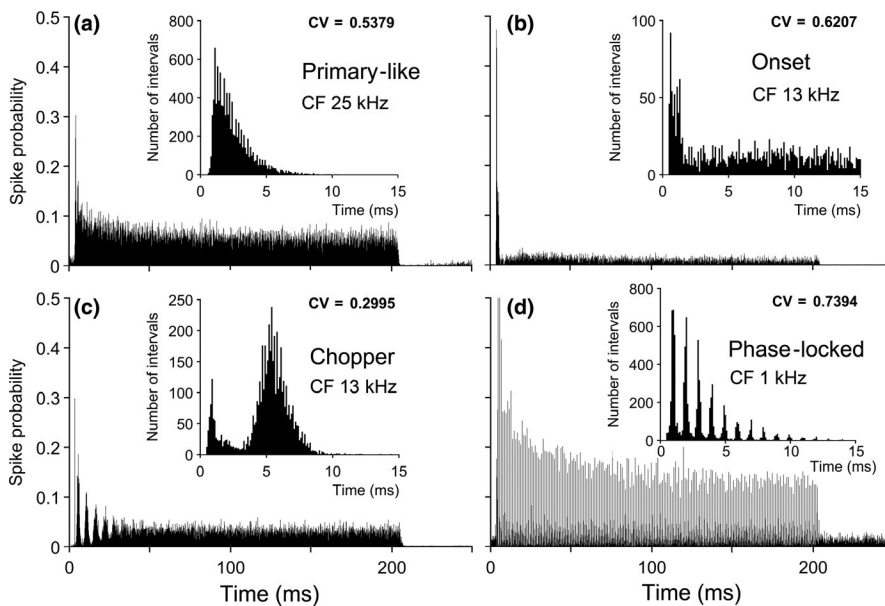 (a)
CV = 0.5379
Primary-like
CF 25 kHz
Number of intervals
800
600
400
200
0
0 5 10 15
Time (ms)
Spike probability
0.5
0.4
0.3
0.2
0.1
0
0 100 200
(b)
CV = 0.6207
Onset
CF 13 kHz
Number of intervals
100
50
0
5 10 15
Time (ms)
0 100 200
(c)
CV = 0.2995
Chopper
CF 13 kHz
Number of intervals
250
200
150
100
50
0
0 5 10 15
Time (ms)
Spike probability
0.5
0.4
0.3
0.2
0.1
0
0 100 200
Time (ms)
(d)
CV = 0.7394
Phase-locked
CF 1 kHz
Number of intervals
800
600
400
200
0
0 5 10 15
Time (ms)
0 100 200
Time (ms)